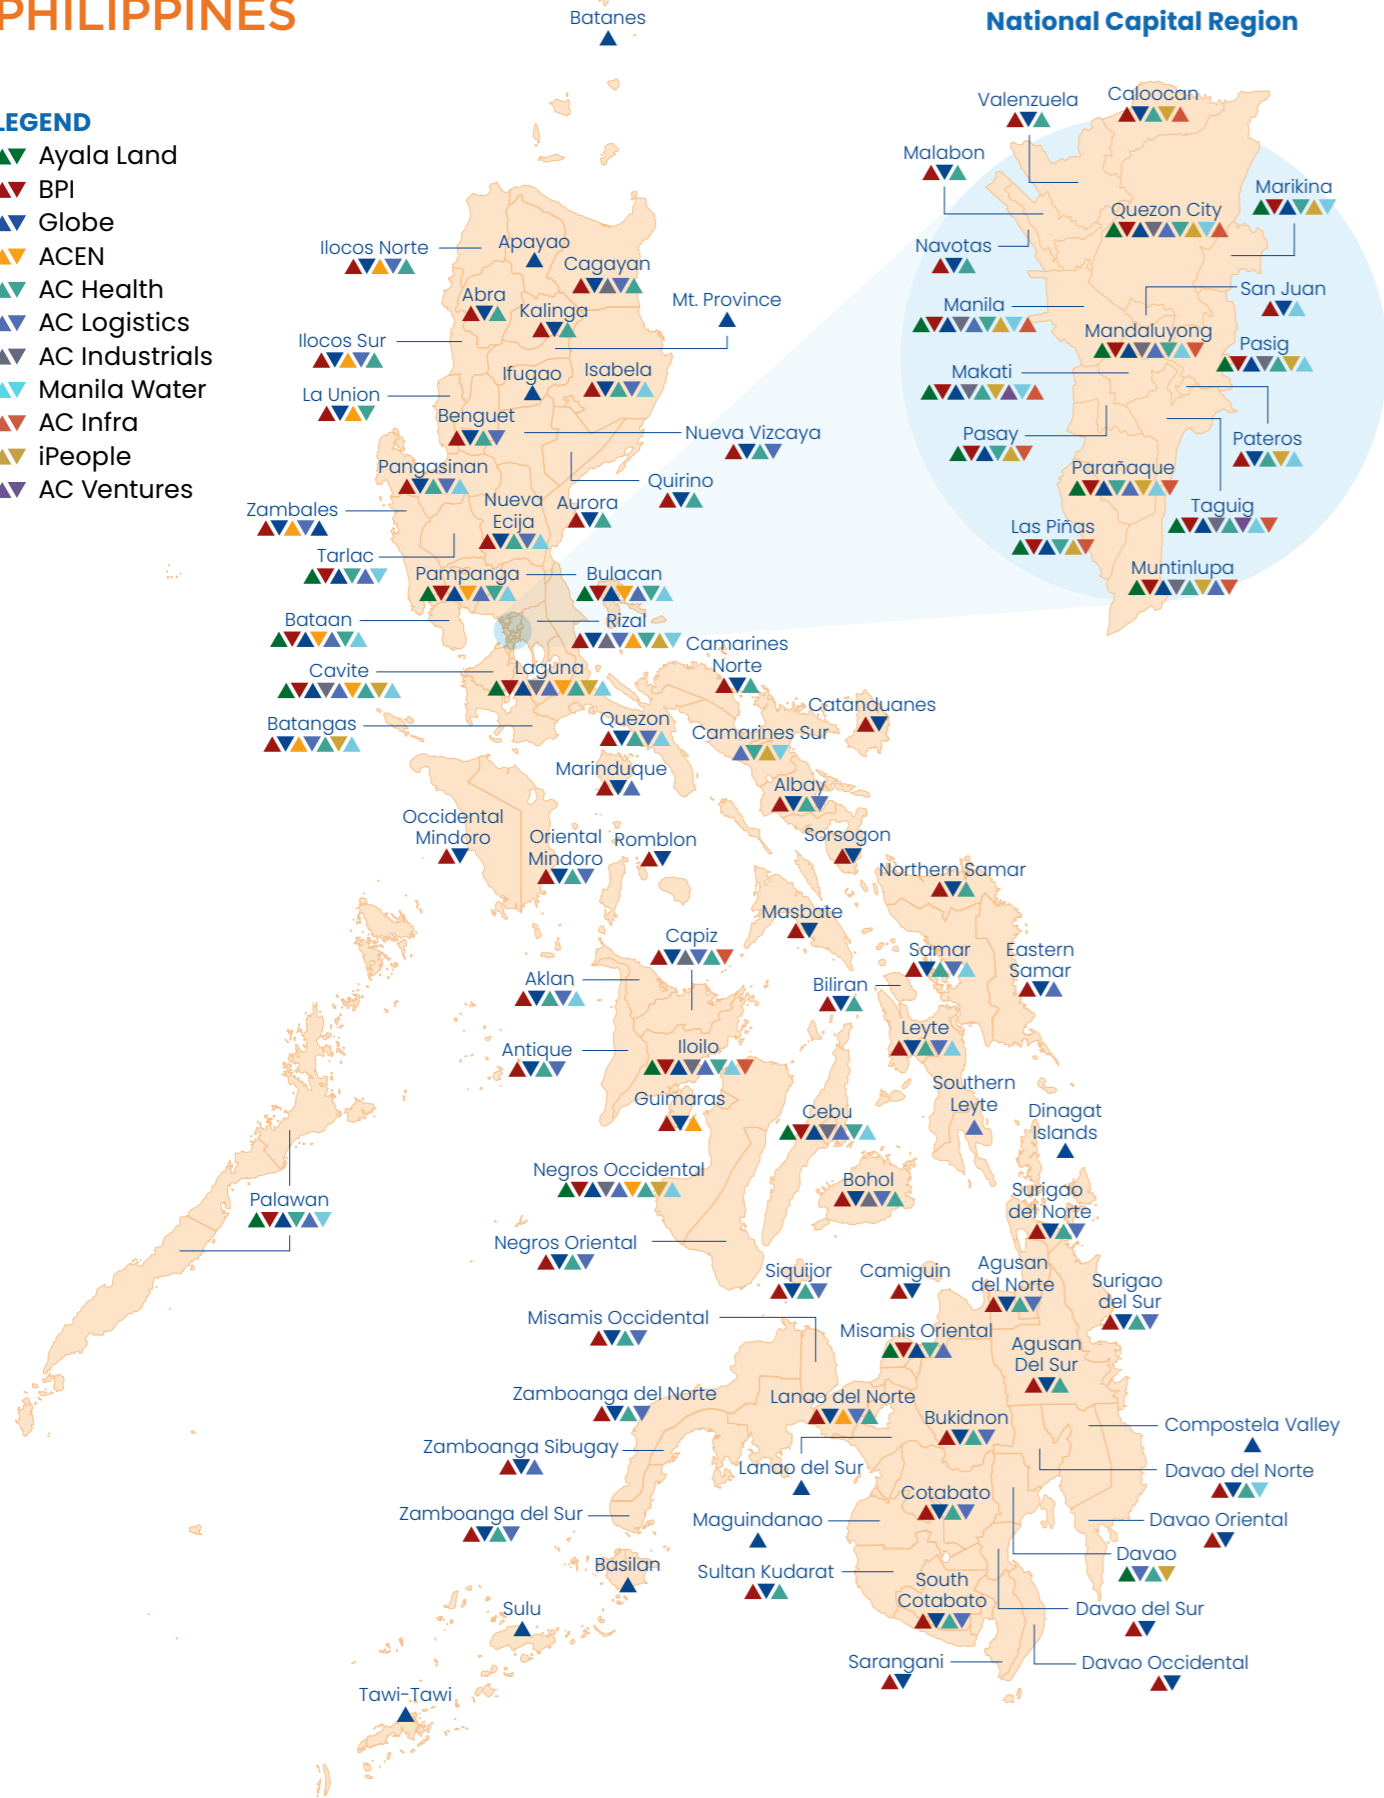 PHILIPPINES
LEGEND
Ayala Land
BPI
Globe
ACEN
AC Health
AC Logistics
AC Industrials
Manila Water
AC Infra
iPeople
AC Ventures
National Capital Region
Valenzuela
Caloocan
Malabon
Marikina
Quezon City
Navotas
San Juan
Manila
Mandaluyong
Pasig
Makati
Pasay
Pateros
Parañaque
Taguig
Las Piñas
Muntinlupa
Batanes
Ilocos Norte
Apayao
Cagayan
Abra
Kalinga
Mt. Province
Ilocos Sur
Ifugao
Isabela
La Union
Benguet
Nueva Vizcaya
Pangasinan
Quirino
Zambales
Nueva
Ecija
Aurora
Tarlac
Pampanga
Bulacan
Bataan
Rizal
Camarines
Norte
Cavite
Laguna
Catanduanes
Batangas
Quezon
Camarines Sur
Marinduque
Albay
Occidental
Mindoro
Oriental
Mindoro
Romblon
Sorsogon
Northern Samar
Masbate
Capiz
Samar
Eastern
Samar
Aklan
Biliran
Leyte
Antique
Iloilo
Southern
Leyte
Guimaras
Cebu
Dinagat
Islands
Negros Occidental
Bohol
Palawan
Surigao
del Norte
Negros Oriental
Siquijor
Camiguin
Agusan
del Norte
Surigao
del Sur
Misamis Occidental
Misamis Oriental
Agusan
Del Sur
Zamboanga del Norte
Lanao del Norte
Bukidnon
Compostela Valley
Zamboanga Sibugay
Lanao del Sur
Davao del Norte
Cotabato
Zamboanga del Sur
Maguindanao
Davao Oriental
Davao
Basilan
Sultan Kudarat
South
Cotabato
Sulu
Davao del Sur
Sarangani
Davao Occidental
Tawi-Tawi